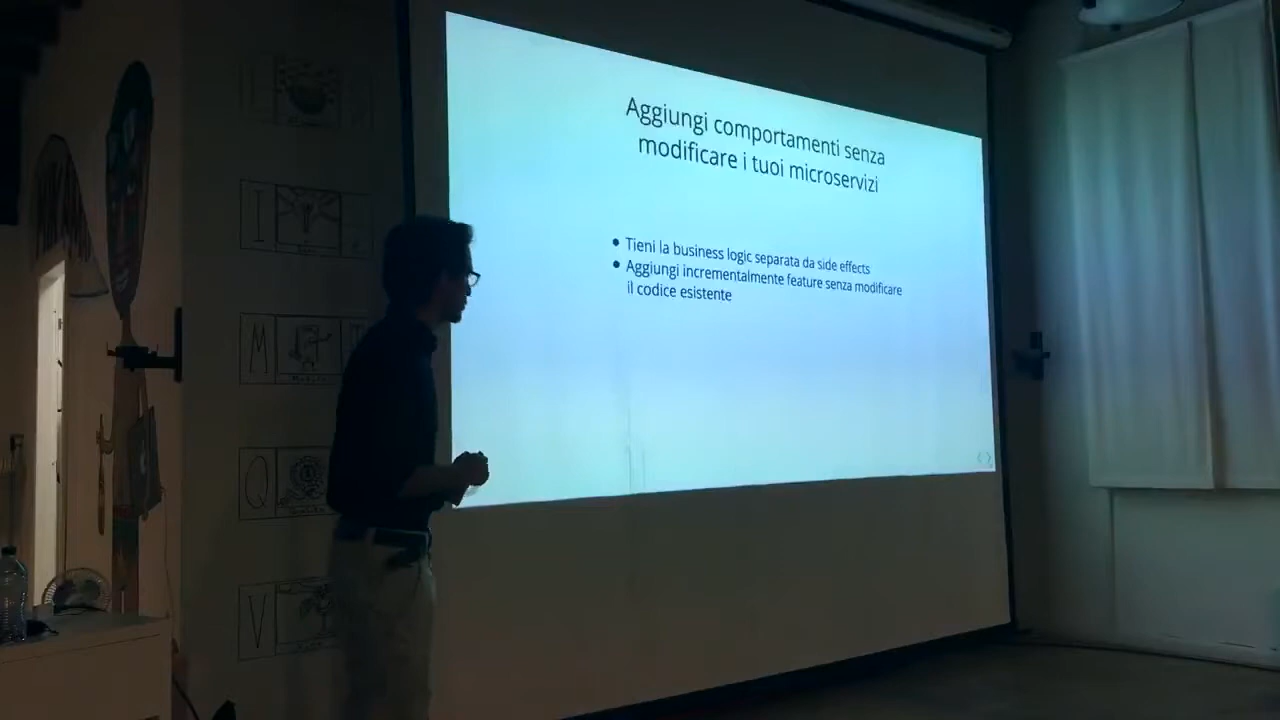 Aggiungi comportamenti senza
modificare i tuoi microservizi
• Tieni la business logic separata da side effects
• Aggiungi incrementalmente feature senza modificare
il codice esistente
I
M
Q
V